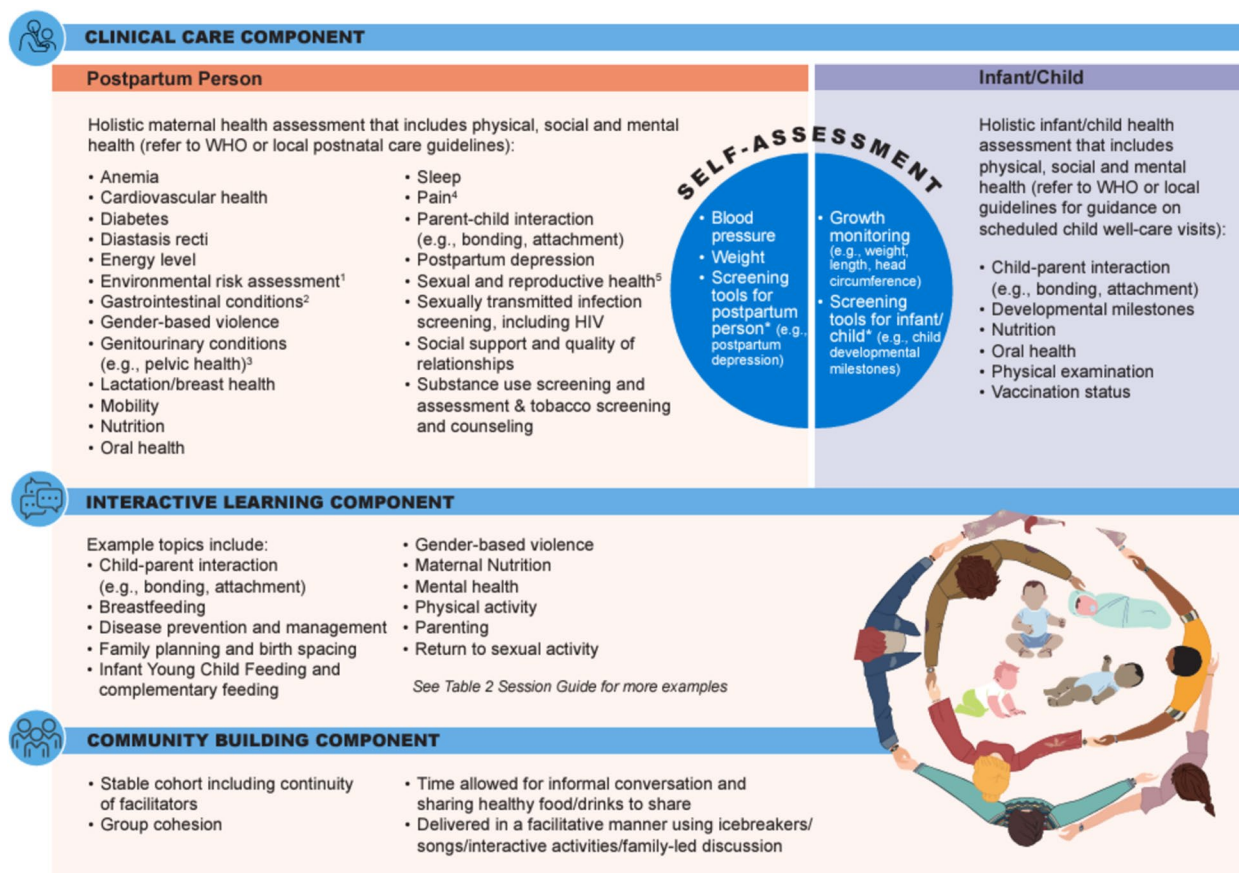 CLINICAL CARE COMPONENT
Postpartum Person
Holistic maternal health assessment that includes physical, social and mental
health (refer to WHO or local postnatal care guidelines):
• Anemia
• Cardiovascular health
• Diabetes
• Diastasis recti
• Energy level
• Environmental risk assessment¹
• Gastrointestinal conditions²
• Gender-based violence
• Genitourinary conditions
(e.g., pelvic health)³
• Lactation/breast health
• Mobility
• Nutrition
• Oral health
• Sleep
• Pain⁴
• Parent-child interaction
(e.g., bonding, attachment)
• Postpartum depression
• Sexual and reproductive health⁵
• Sexually transmitted infection
screening, including HIV
• Social support and quality of
relationships
• Substance use screening and
assessment & tobacco screening
and counseling
SELF-ASSESSMENT
• Blood
pressure
• Weight
• Screening
tools for
postpartum
person* (e.g.,
postpartum
depression)
• Growth
monitoring
(e.g., weight,
length, head
circumference)
• Screening
tools for infant/
child* (e.g., child
developmental
milestones)
Infant/Child
Holistic infant/child health
assessment that includes
physical, social and mental
health (refer to WHO or local
guidelines for guidance on
scheduled child well-care visits):
• Child-parent interaction
(e.g., bonding, attachment)
• Developmental milestones
• Nutrition
• Oral health
• Physical examination
• Vaccination status
INTERACTIVE LEARNING COMPONENT
Example topics include:
• Child-parent interaction
(e.g., bonding, attachment)
• Breastfeeding
• Disease prevention and management
• Family planning and birth spacing
• Infant Young Child Feeding and
complementary feeding
• Gender-based violence
• Maternal Nutrition
• Mental health
• Physical activity
• Parenting
• Return to sexual activity
See Table 2 Session Guide for more examples
COMMUNITY BUILDING COMPONENT
• Stable cohort including continuity
of facilitators
• Group cohesion
• Time allowed for informal conversation and
sharing healthy food/drinks to share
• Delivered in a facilitative manner using icebreakers/
songs/interactive activities/family-led discussion